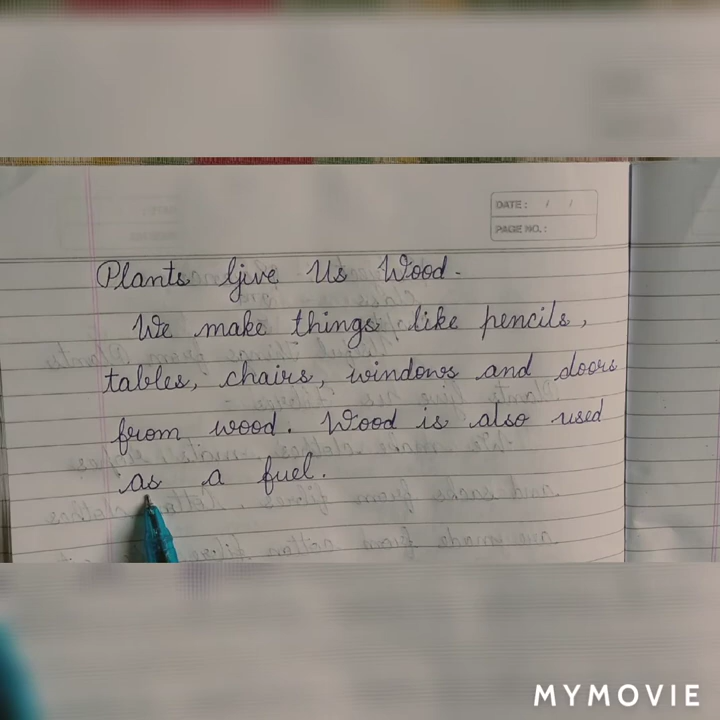 DATE : / /
PAGE NO. :
Plants Give Us Wood.
We make things like pencils,
tables, chairs, windows and doors
from wood. Wood is also used
as a fuel.
MYMOVIE